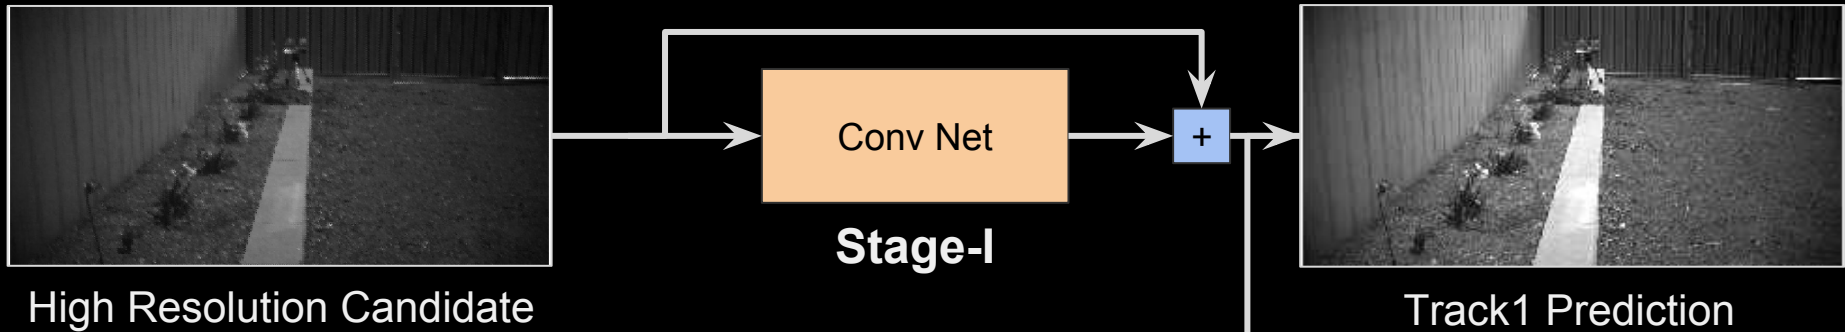 Conv Net
+
Stage-I
High Resolution Candidate
Track1 Prediction